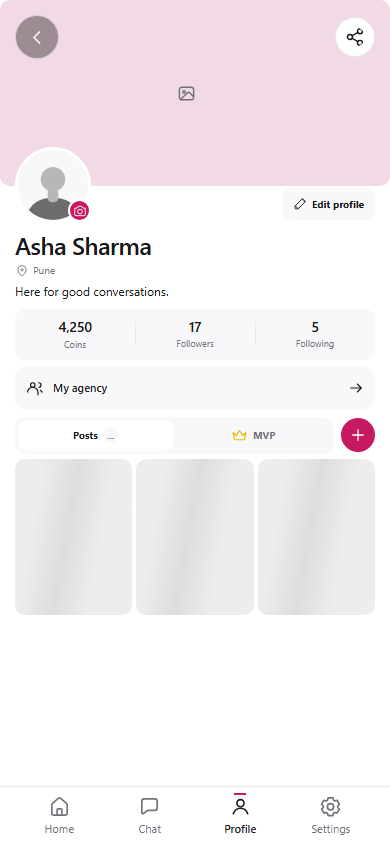 Edit profile
Asha Sharma
Pune
Here for good conversations.
4,250
Coins
17
Followers
5
Following
My agency
Posts ...
MVP
Home
Chat
Profile
Settings